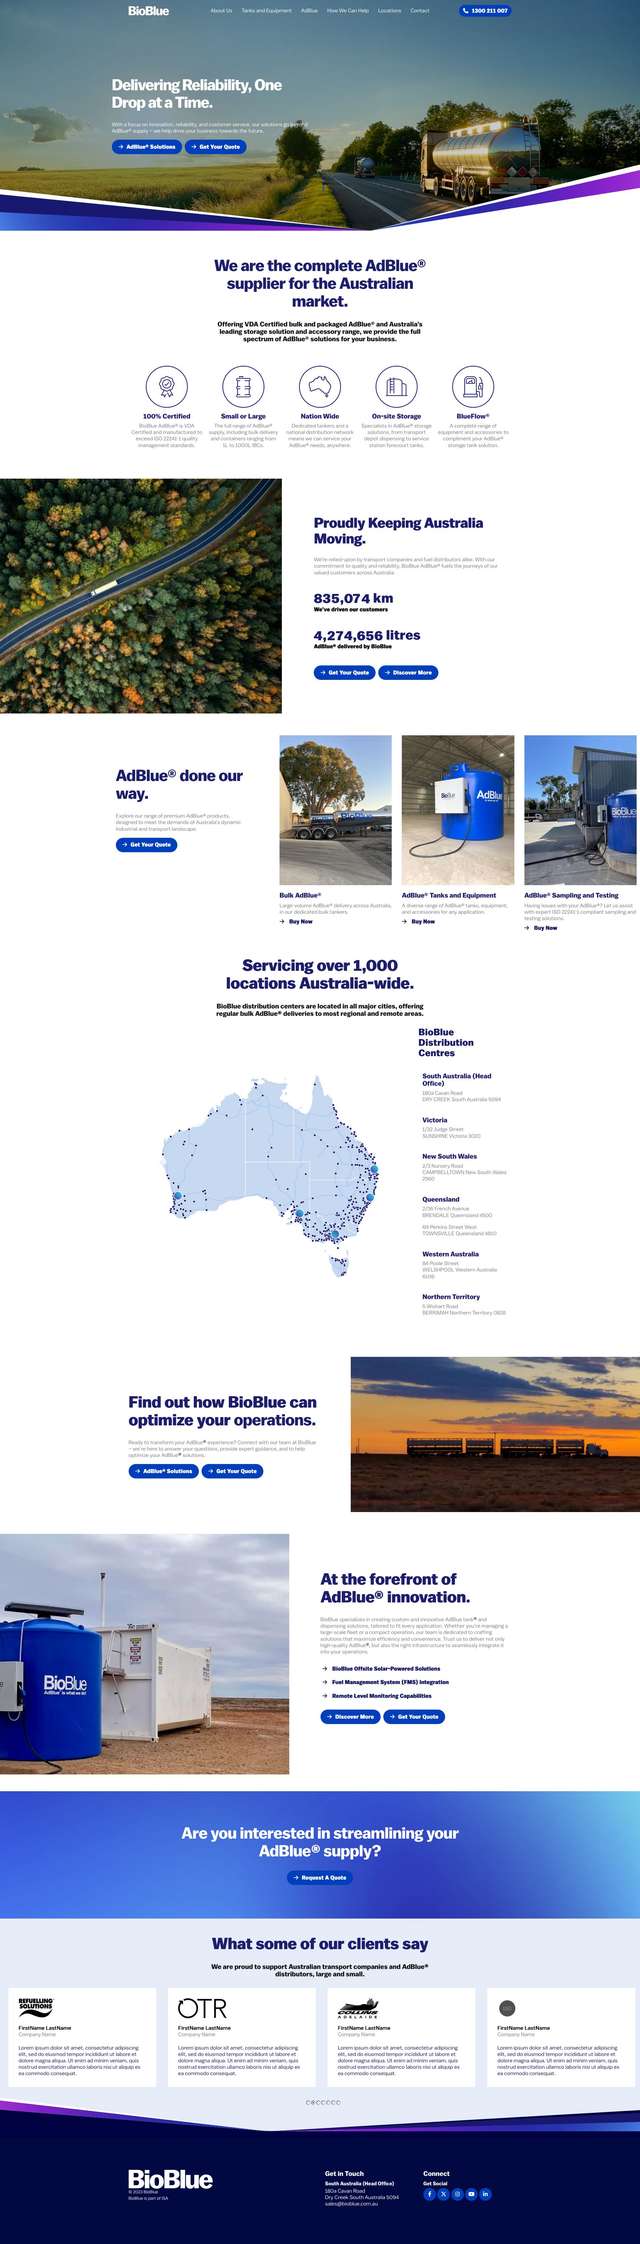 BioBlue
About Us
Tanks and Equipment
AdBlue
How We Can Help
Locations
Contact
1300 211 007
Delivering Reliability, One
Drop at a Time.
With a focus on innovation, reliability, and customer service, our solutions go beyond
AdBlue® supply – we help drive your business towards the future.
AdBlue® Solutions
Get Your Quote
We are the complete AdBlue®
supplier for the Australian
market.
Offering VDA Certified bulk and packaged AdBlue® and Australia's
leading storage solution and accessory range, we provide the full
spectrum of AdBlue® solutions for your business.
100% Certified
BioBlue AdBlue® is VDA
Certified and manufactured to
exceed ISO 22241-1 quality
management standards.
Small or Large
The full range of AdBlue®
supply, including bulk delivery
and containers ranging from
1L to 1000L IBCs.
Nation Wide
Dedicated tankers and a
national distribution network
means we can service your
AdBlue® needs, anywhere.
On-site Storage
Specialists in AdBlue® storage
solutions, from transport
depot dispensing to service
station forecourt tanks.
BlueFlow®
A complete range of
equipment and accessories to
complement your AdBlue®
storage tank solution.
Proudly Keeping Australia
Moving.
We're relied upon by transport companies and fuel distributors alike. With our
commitment to quality and reliability, BioBlue AdBlue® fuels the journeys of our
valued customers across Australia
835,074 km
We've driven our customers
4,274,656 litres
AdBlue® delivered by BioBlue
Get Your Quote
Discover More
AdBlue® done our
way.
Explore our range of premium AdBlue® products,
designed to meet the demands of Australia's dynamic
industrial and transport landscape.
Get Your Quote
BioBlue
BioBlue
AdBlue
BioBlue
Bulk AdBlue®
Large volume AdBlue® delivery across Australia,
in our dedicated bulk tankers.
Buy Now
AdBlue® Tanks and Equipment
A diverse range of AdBlue® tanks, equipment,
and accessories for any application.
Buy Now
AdBlue® Sampling and Testing
Having issues with your AdBlue®? Let us assist
with expert ISO 22241-1 compliant sampling and
testing solutions.
Buy Now
Servicing over 1,000
locations Australia-wide.
BioBlue distribution centers are located in all major cities, offering
regular bulk AdBlue® deliveries to most regional and remote areas.
BioBlue
Distribution
Centres
South Australia (Head
Office)
180a Cavan Road
DRY CREEK South Australia 5094
Victoria
1/32 Judge Street
SUNSHINE Victoria 3020
New South Wales
2/3 Nursery Road
CAMPBELLTOWN New South Wales
2560
Queensland
2/36 French Avenue
BRENDALE Queensland 4500
69 Perkins Street West
TOWNSVILLE Queensland 4810
Western Australia
84 Poole Street
WELSHPOOL Western Australia
6106
Northern Territory
6 Wishart Road
BERRIMAH Northern Territory 0828
Find out how BioBlue can
optimize your operations.
Ready to transform your AdBlue® experience? Connect with our team at BioBlue
– we're here to answer your questions, provide expert guidance, and to help
optimize your AdBlue® solutions.
AdBlue® Solutions
Get Your Quote
BioBlue
AdBlue® is what we do!
At the forefront of
AdBlue® innovation.
BioBlue specializes in creating custom and innovative AdBlue tank® and
dispensing solutions, tailored to fit every application. Whether you're managing a
large-scale fleet or a compact operation, our team is dedicated to crafting
solutions that maximize efficiency and convenience. Trust us to deliver not only
high-quality AdBlue®, but also the right infrastructure to seamlessly integrate it
into your operations.
BioBlue Offsite Solar-Powered Solutions
Fuel Management System (FMS) Integration
Remote Level Monitoring Capabilities
Discover More
Get Your Quote
Are you interested in streamlining your
AdBlue® supply?
Request A Quote
What some of our clients say
We are proud to support Australian transport companies and AdBlue®
distributors, large and small.
REFUELLING
SOLUTIONS
FirstName LastName
Company Name
Lorem ipsum dolor sit amet, consectetur adipiscing
elit, sed do eiusmod tempor incididunt ut labore et
dolore magna aliqua. Ut enim ad minim veniam, quis
nostrud exercitation ullamco laboris nisi ut aliquip ex
ea commodo consequat.
OTR
FirstName LastName
Company Name
Lorem ipsum dolor sit amet, consectetur adipiscing
elit, sed do eiusmod tempor incididunt ut labore et
dolore magna aliqua. Ut enim ad minim veniam, quis
nostrud exercitation ullamco laboris nisi ut aliquip ex
ea commodo consequat.
COLLINS
ADELAIDE
FirstName LastName
Company Name
Lorem ipsum dolor sit amet, consectetur adipiscing
elit, sed do eiusmod tempor incididunt ut labore et
dolore magna aliqua. Ut enim ad minim veniam, quis
nostrud exercitation ullamco laboris nisi ut aliquip ex
ea commodo consequat.
FirstName LastName
Company Name
Lorem ipsum dolor sit amet, consectetur adipiscing
elit, sed do eiusmod tempor incididunt ut labore et
dolore magna aliqua. Ut enim ad minim veniam, quis
nostrud exercitation ullamco laboris nisi ut aliquip ex
ea commodo consequat.
BioBlue
© 2023 BioBlue
BioBlue is part of ISA
Get in Touch
South Australia (Head Office)
180a Cavan Road
Dry Creek South Australia 5094
sales@bioblue.com.au
Connect
Get Social